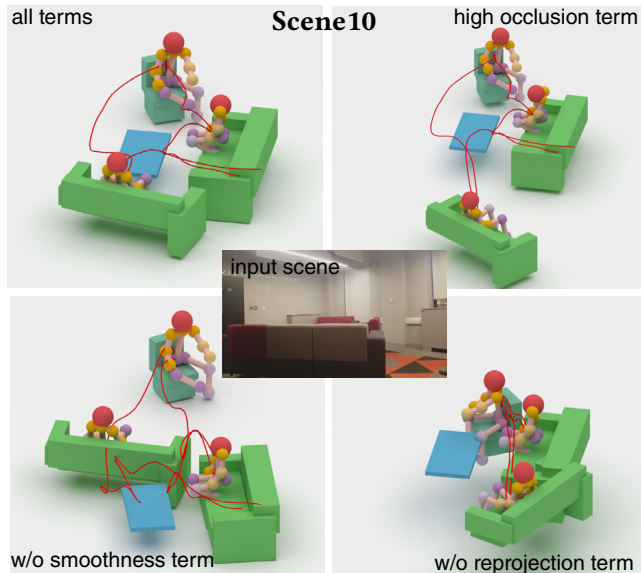 Scene10
all terms
high occlusion term
input scene
w/o smoothness term
w/o reprojection term